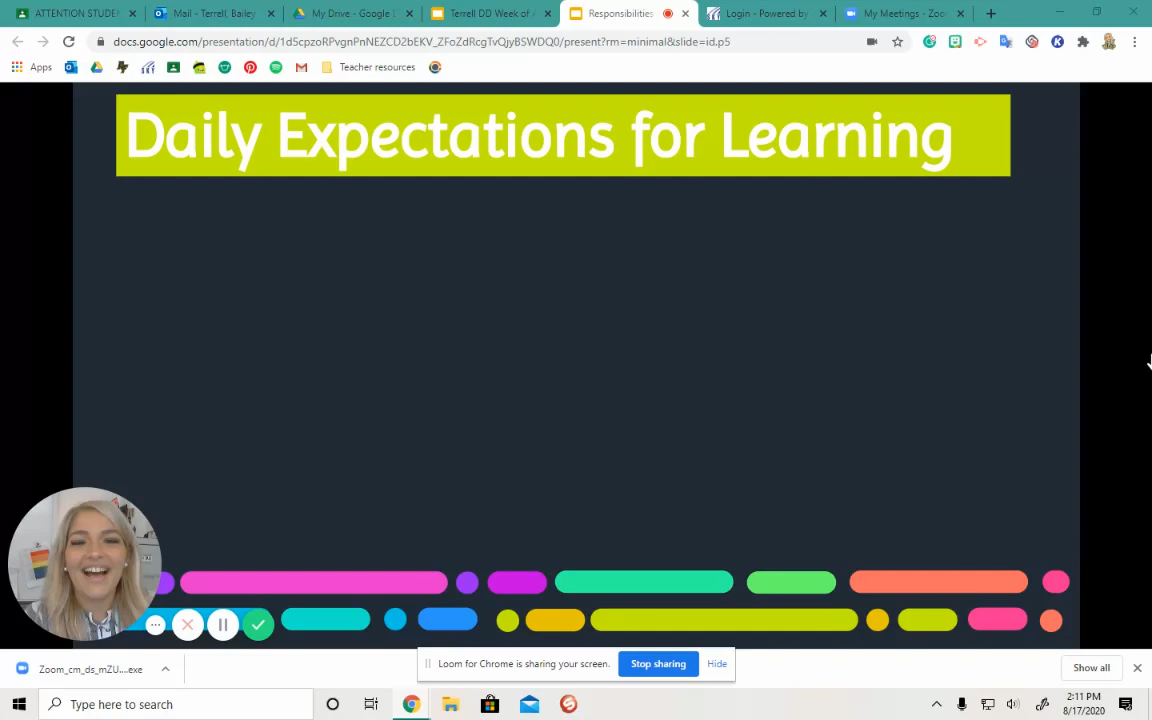 ATTENTION STUDE
Mail - Terrell, Bailey
My Drive - Google D
Terrell DD Week of A
Responsibilities
Login - Powered by
My Meetings - Zoo
docs.google.com/presentation/d/1d5cpzoRPvgnPnNEZCD2bEKV_ZFoZdRcgTvQjyBSWDQ0/present?rm=minimal&slide=id.p5
Apps
Teacher resources
Daily Expectations for Learning
Loom for Chrome is sharing your screen.
Stop sharing
Hide
Zoom_cm_ds_mZU....exe
Show all
Type here to search
2:11 PM
8/17/2020